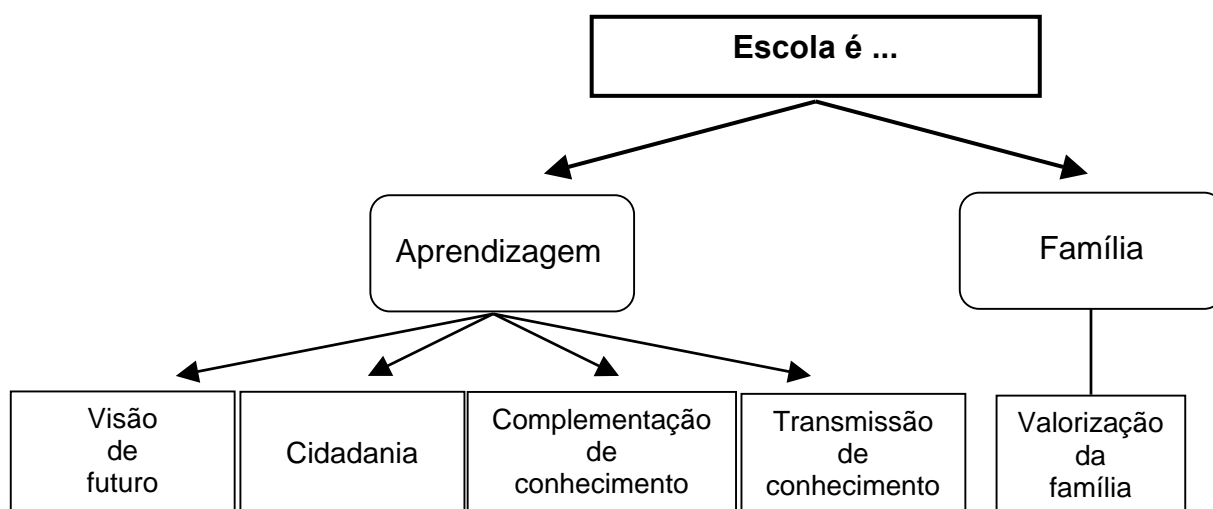 Escola é ...
Aprendizagem
Família
Visão
de
futuro
Cidadania
Complementação
de
conhecimento
Transmissão
de
conhecimento
Valorização
da
família